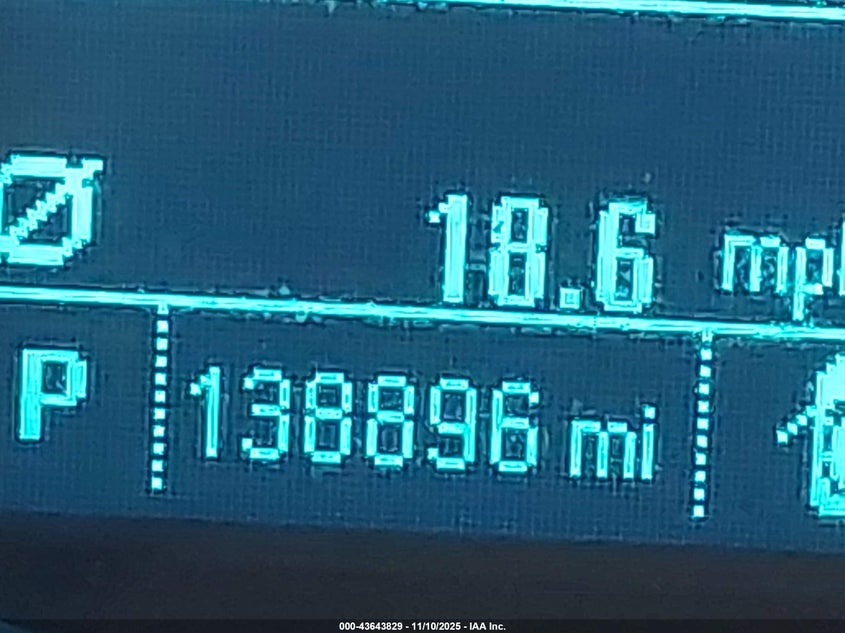 Ø 18.6 mp
P 138896 mi
000-43643829 - 11/10/2025 - IAA Inc.